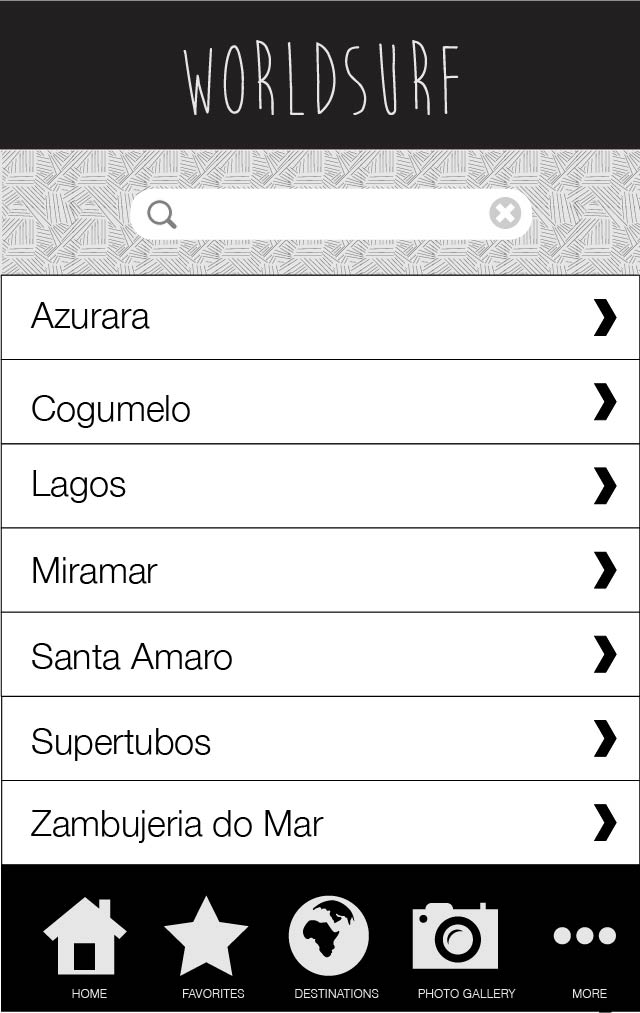 WORLDSURF
Azurara
Cogumelo
Lagos
Miramar
Santa Amaro
Supertubos
Zambujeria do Mar
HOME FAVORITES DESTINATIONS PHOTO GALLERY MORE